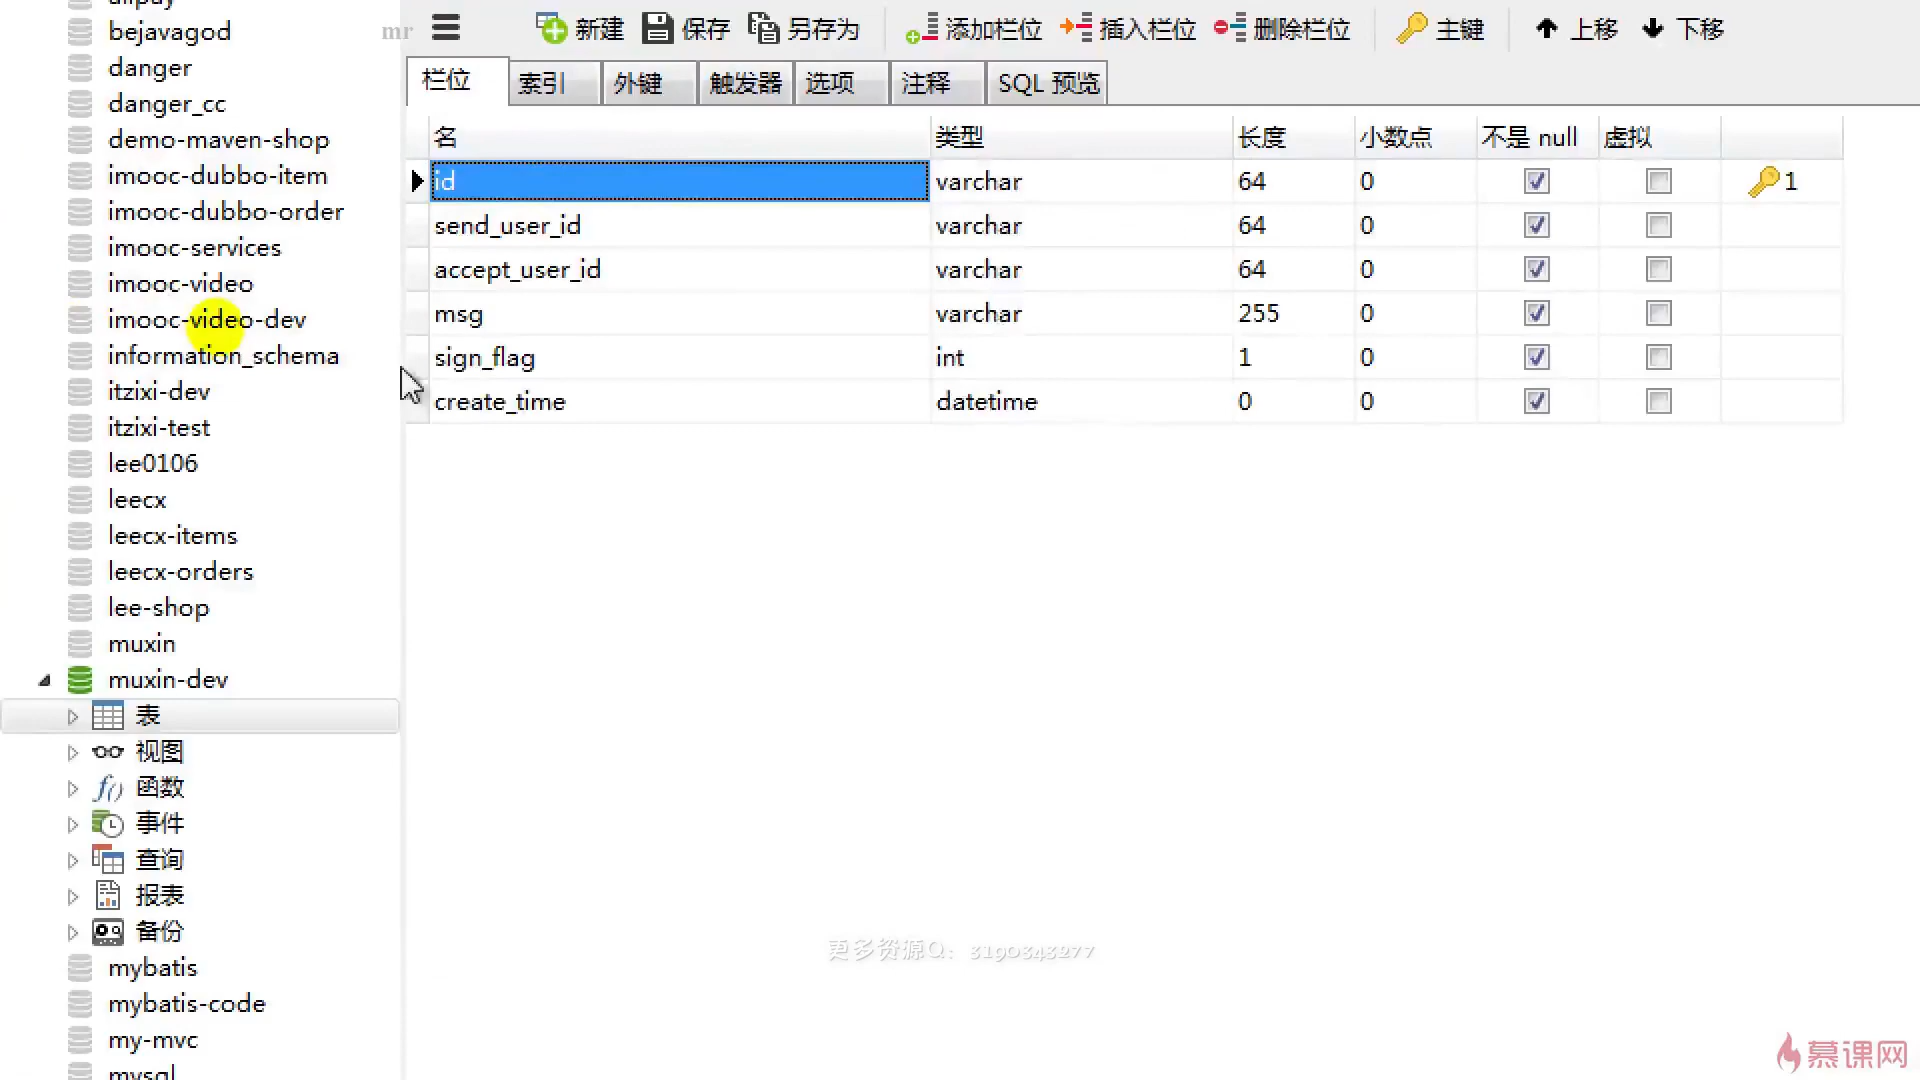 bejavagod
danger
danger_cc
demo-maven-shop
imooc-dubbo-item
imooc-dubbo-order
imooc-services
imooc-video
imooc-video-dev
information_schema
itzixi-dev
itzixi-test
lee0106
leecx
leecx-items
leecx-orders
lee-shop
muxin
muxin-dev
表
视图
函数
事件
查询
报表
备份
mybatis
mybatis-code
my-mvc
mysql
mr
新建 保存 另存为 添加栏位 插入栏位 删除栏位 主键 上移 下移
栏位 索引 外键 触发器 选项 注释 SQL 预览
名 类型 长度 小数点 不是 null 虚拟
id varchar 64 0 1
send_user_id varchar 64 0
accept_user_id varchar 64 0
msg varchar 255 0
sign_flag int 1 0
create_time datetime 0 0
更多资源Q: 3190343277
慕课网